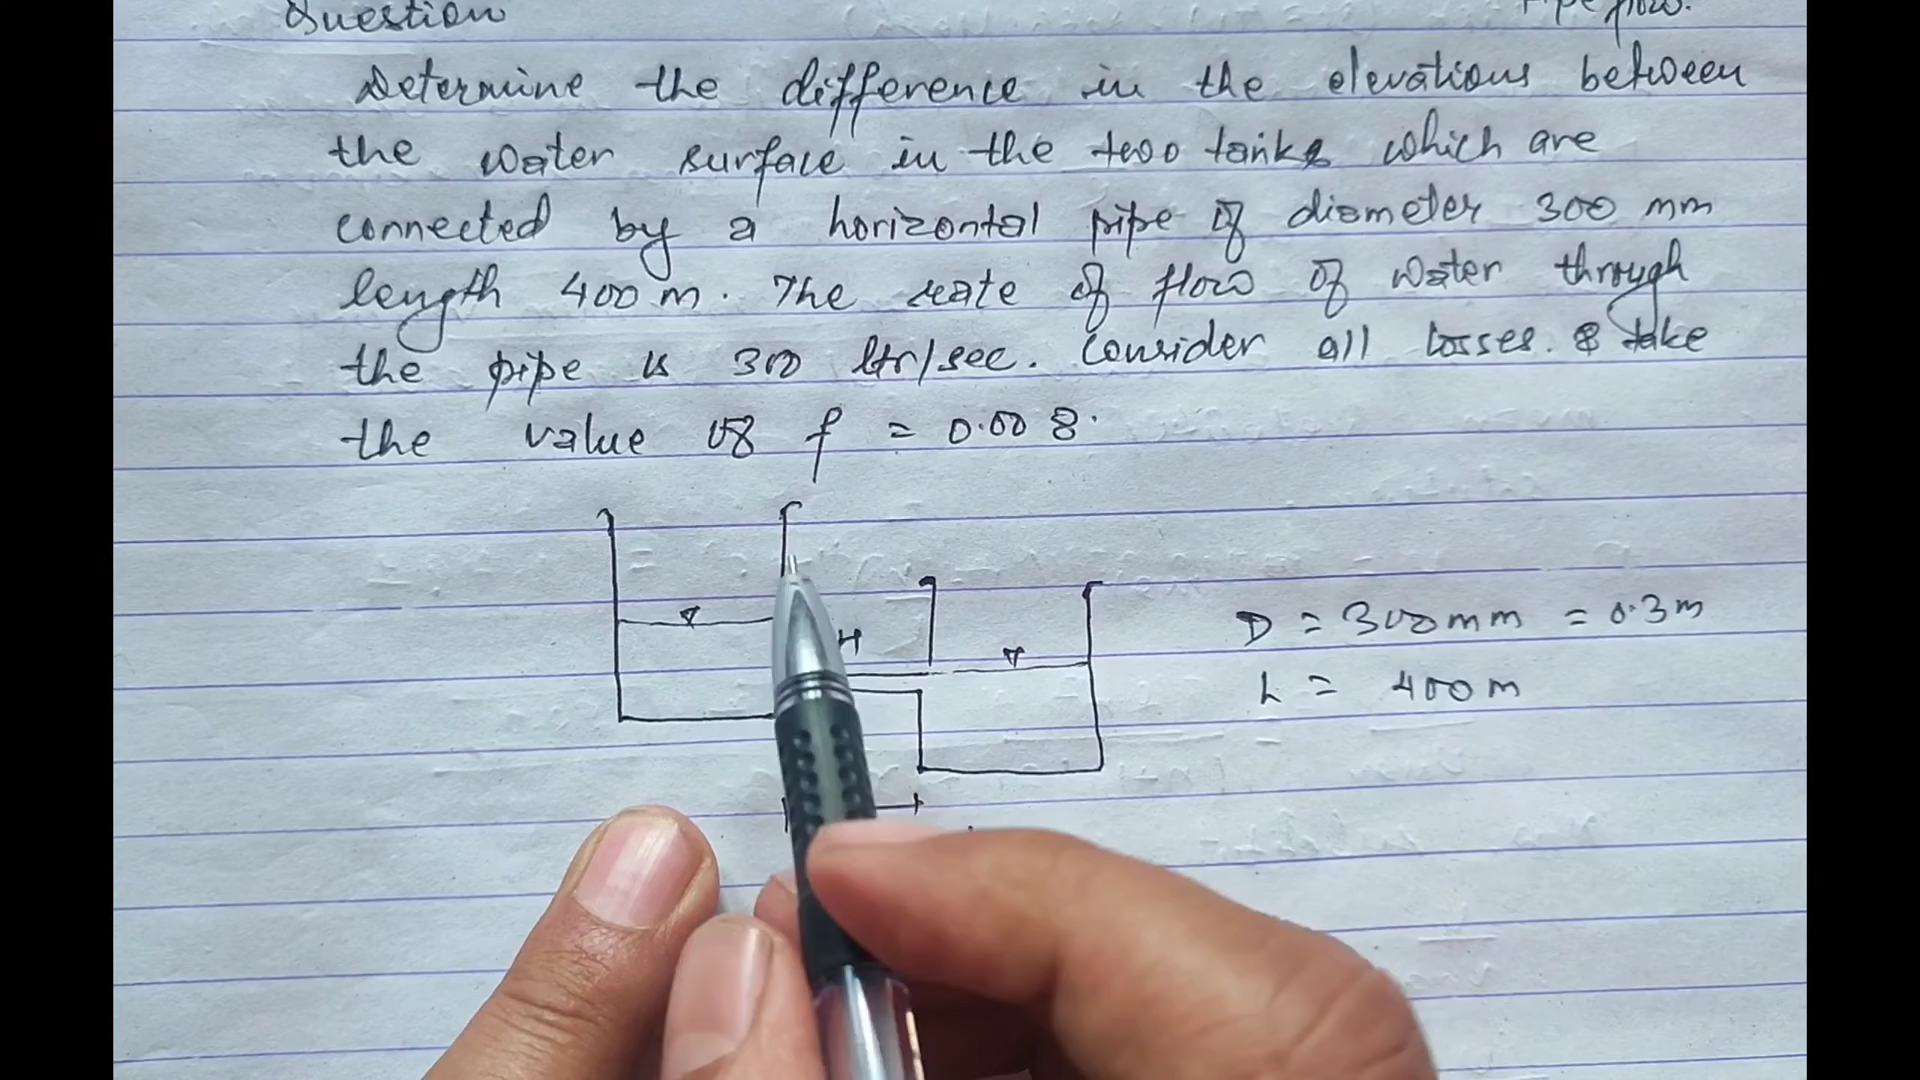 Question
Pipe flow.
Determine the difference in the elevations between
the water surface in the two tanks which are
connected by a horizontal pipe of diameter 300 mm
length 400 m. The rate of flow of water through
the pipe is 300 ltr/sec. Consider all losses. & take
the value of f = 0.008.
H
D = 300mm = 0.3m
L = 400m